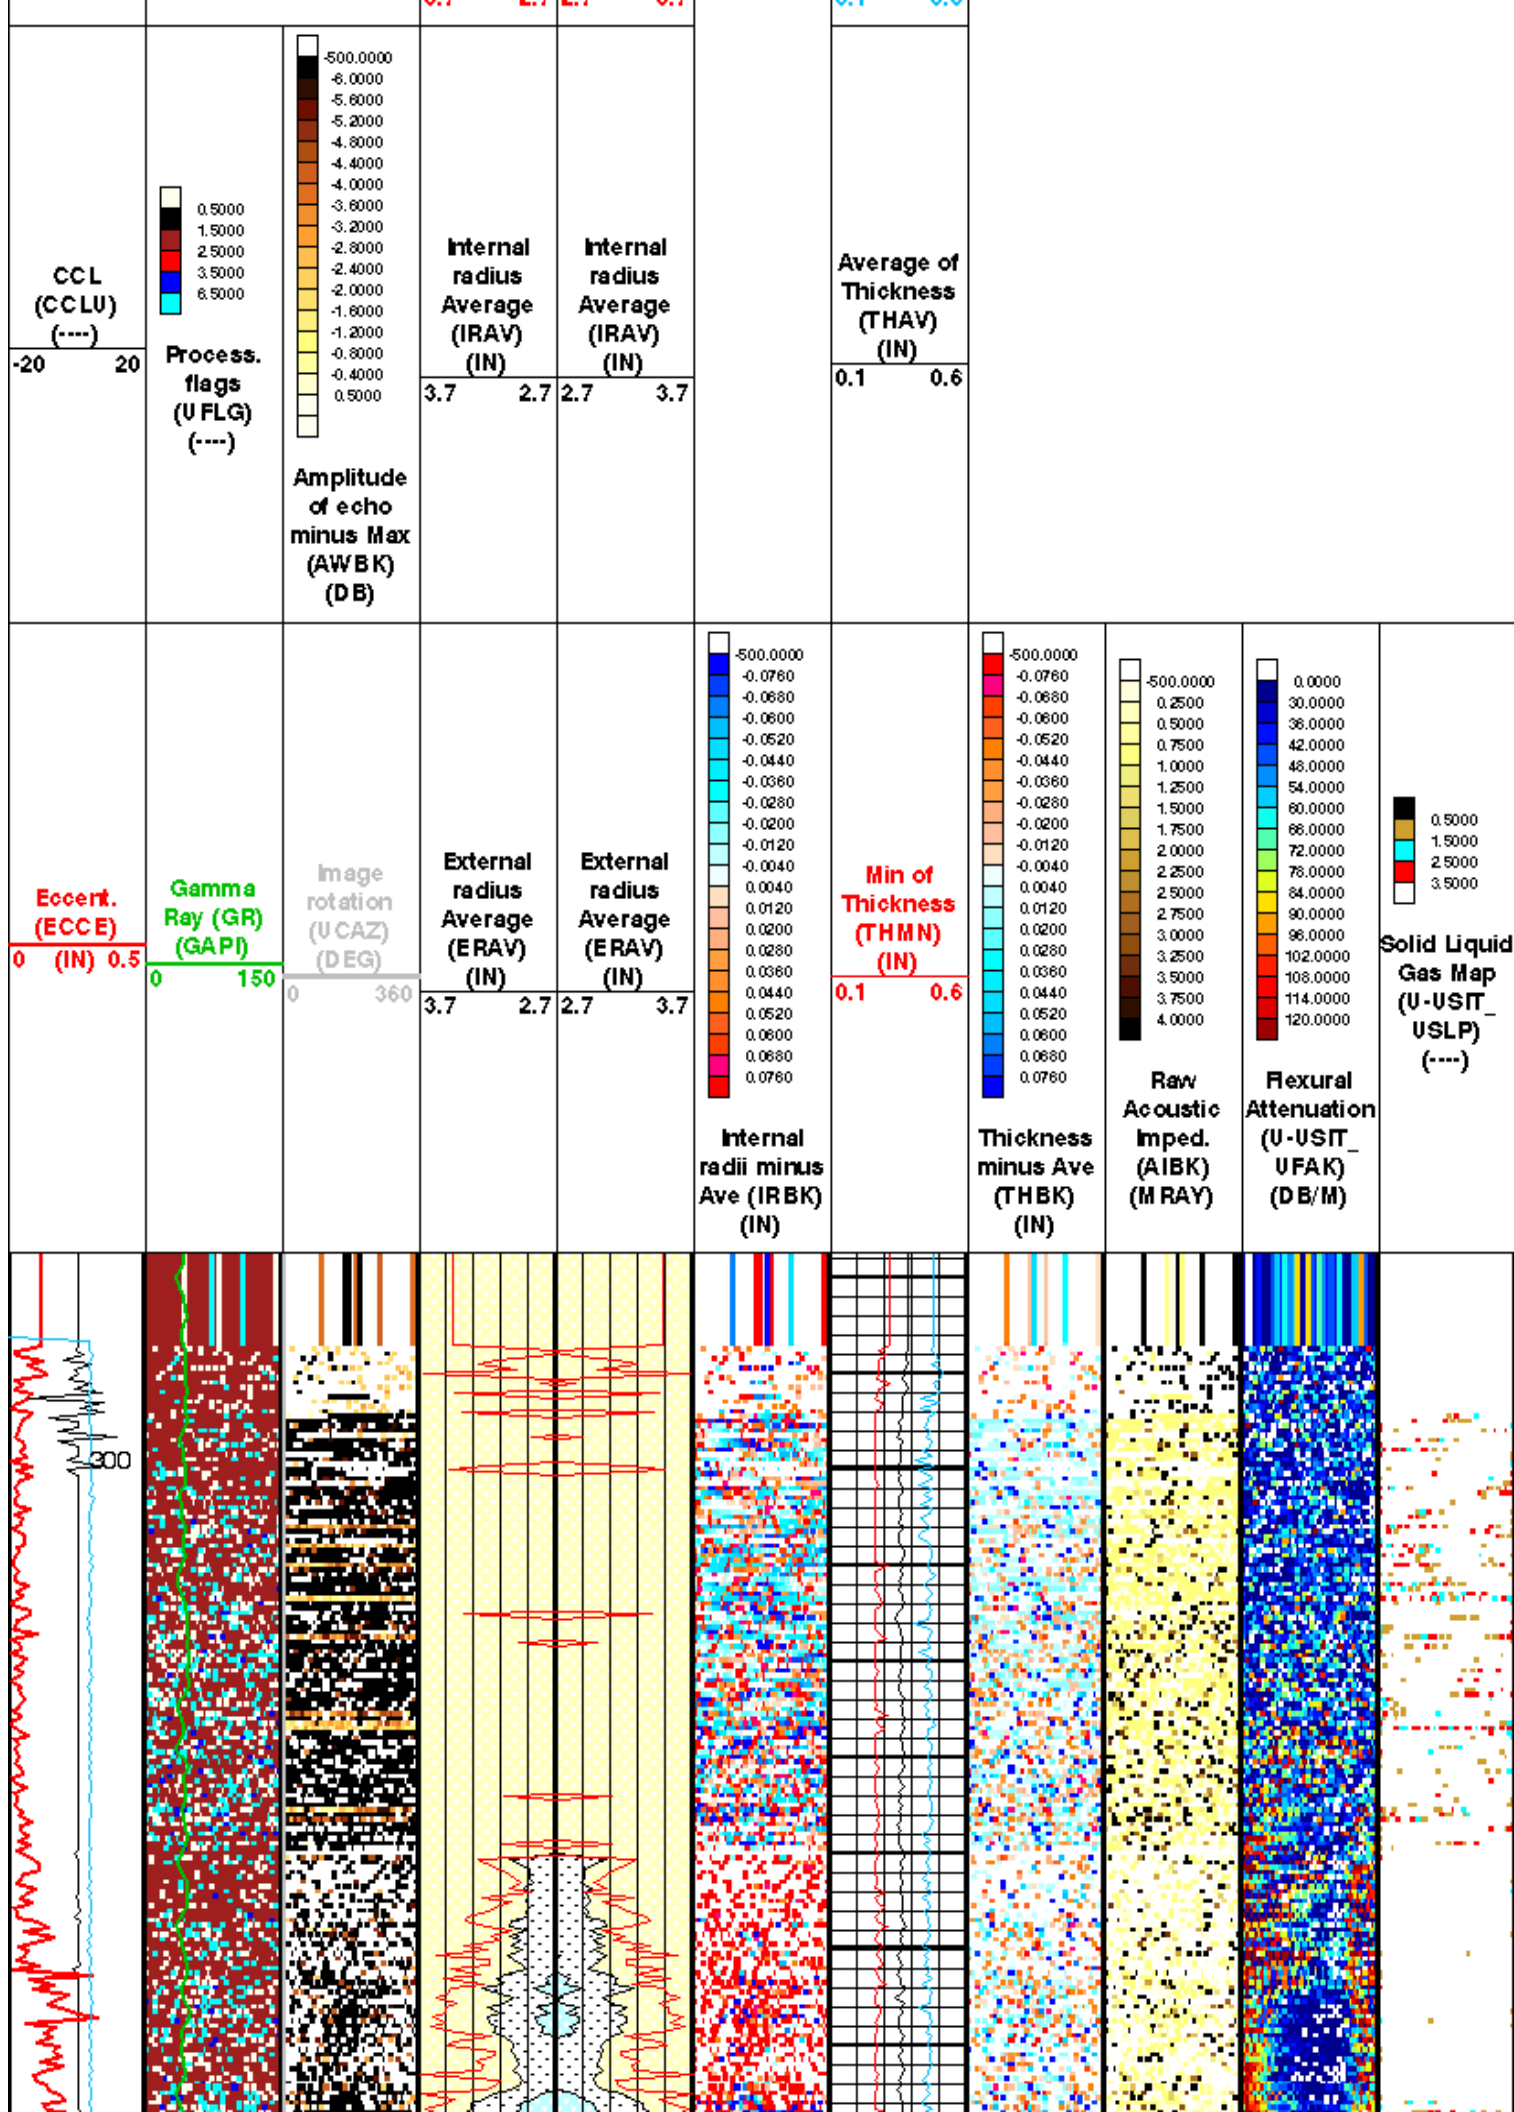 CCL
(CCLU)
(----)
-20 20
0.5000
1.5000
2.5000
3.5000
6.5000
Process.
flags
(UFLG)
(----)
-500.0000
-6.0000
-5.6000
-5.2000
-4.8000
-4.4000
-4.0000
-3.6000
-3.2000
-2.8000
-2.4000
-2.0000
-1.6000
-1.2000
-0.8000
-0.4000
0.5000
Amplitude
of echo
minus Max
(AWBK)
(DB)
Internal
radius
Average
(IRAV)
(IN)
3.7 2.7
Internal
radius
Average
(IRAV)
(IN)
2.7 3.7
Average of
Thickness
(THAV)
(IN)
0.1 0.6
Eccent.
(ECCE)
0 (IN) 0.5
Gamma
Ray (GR)
(GAPI)
0 150
Image
rotation
(UCAZ)
(DEG)
0 360
External
radius
Average
(ERAV)
(IN)
3.7 2.7
External
radius
Average
(ERAV)
(IN)
2.7 3.7
-500.0000
-0.0760
-0.0680
-0.0600
-0.0520
-0.0440
-0.0360
-0.0280
-0.0200
-0.0120
-0.0040
0.0040
0.0120
0.0200
0.0280
0.0360
0.0440
0.0520
0.0600
0.0680
0.0760
Internal
radii minus
Ave (IRBK)
(IN)
Min of
Thickness
(THMN)
(IN)
0.1 0.6
-500.0000
-0.0760
-0.0680
-0.0600
-0.0520
-0.0440
-0.0360
-0.0280
-0.0200
-0.0120
-0.0040
0.0040
0.0120
0.0200
0.0280
0.0360
0.0440
0.0520
0.0600
0.0680
0.0760
Thickness
minus Ave
(THBK)
(IN)
-500.0000
0.2500
0.5000
0.7500
1.0000
1.2500
1.5000
1.7500
2.0000
2.2500
2.5000
2.7500
3.0000
3.2500
3.5000
3.7500
4.0000
Raw
Acoustic
Imped.
(AIBK)
(MRAY)
0.0000
30.0000
36.0000
42.0000
48.0000
54.0000
60.0000
66.0000
72.0000
78.0000
84.0000
90.0000
96.0000
102.0000
108.0000
114.0000
120.0000
Flexural
Attenuation
(U-USIT_
UFAK)
(DB/M)
0.5000
1.5000
2.5000
3.5000
Solid Liquid
Gas Map
(U-USIT_
USLP)
(----)
300